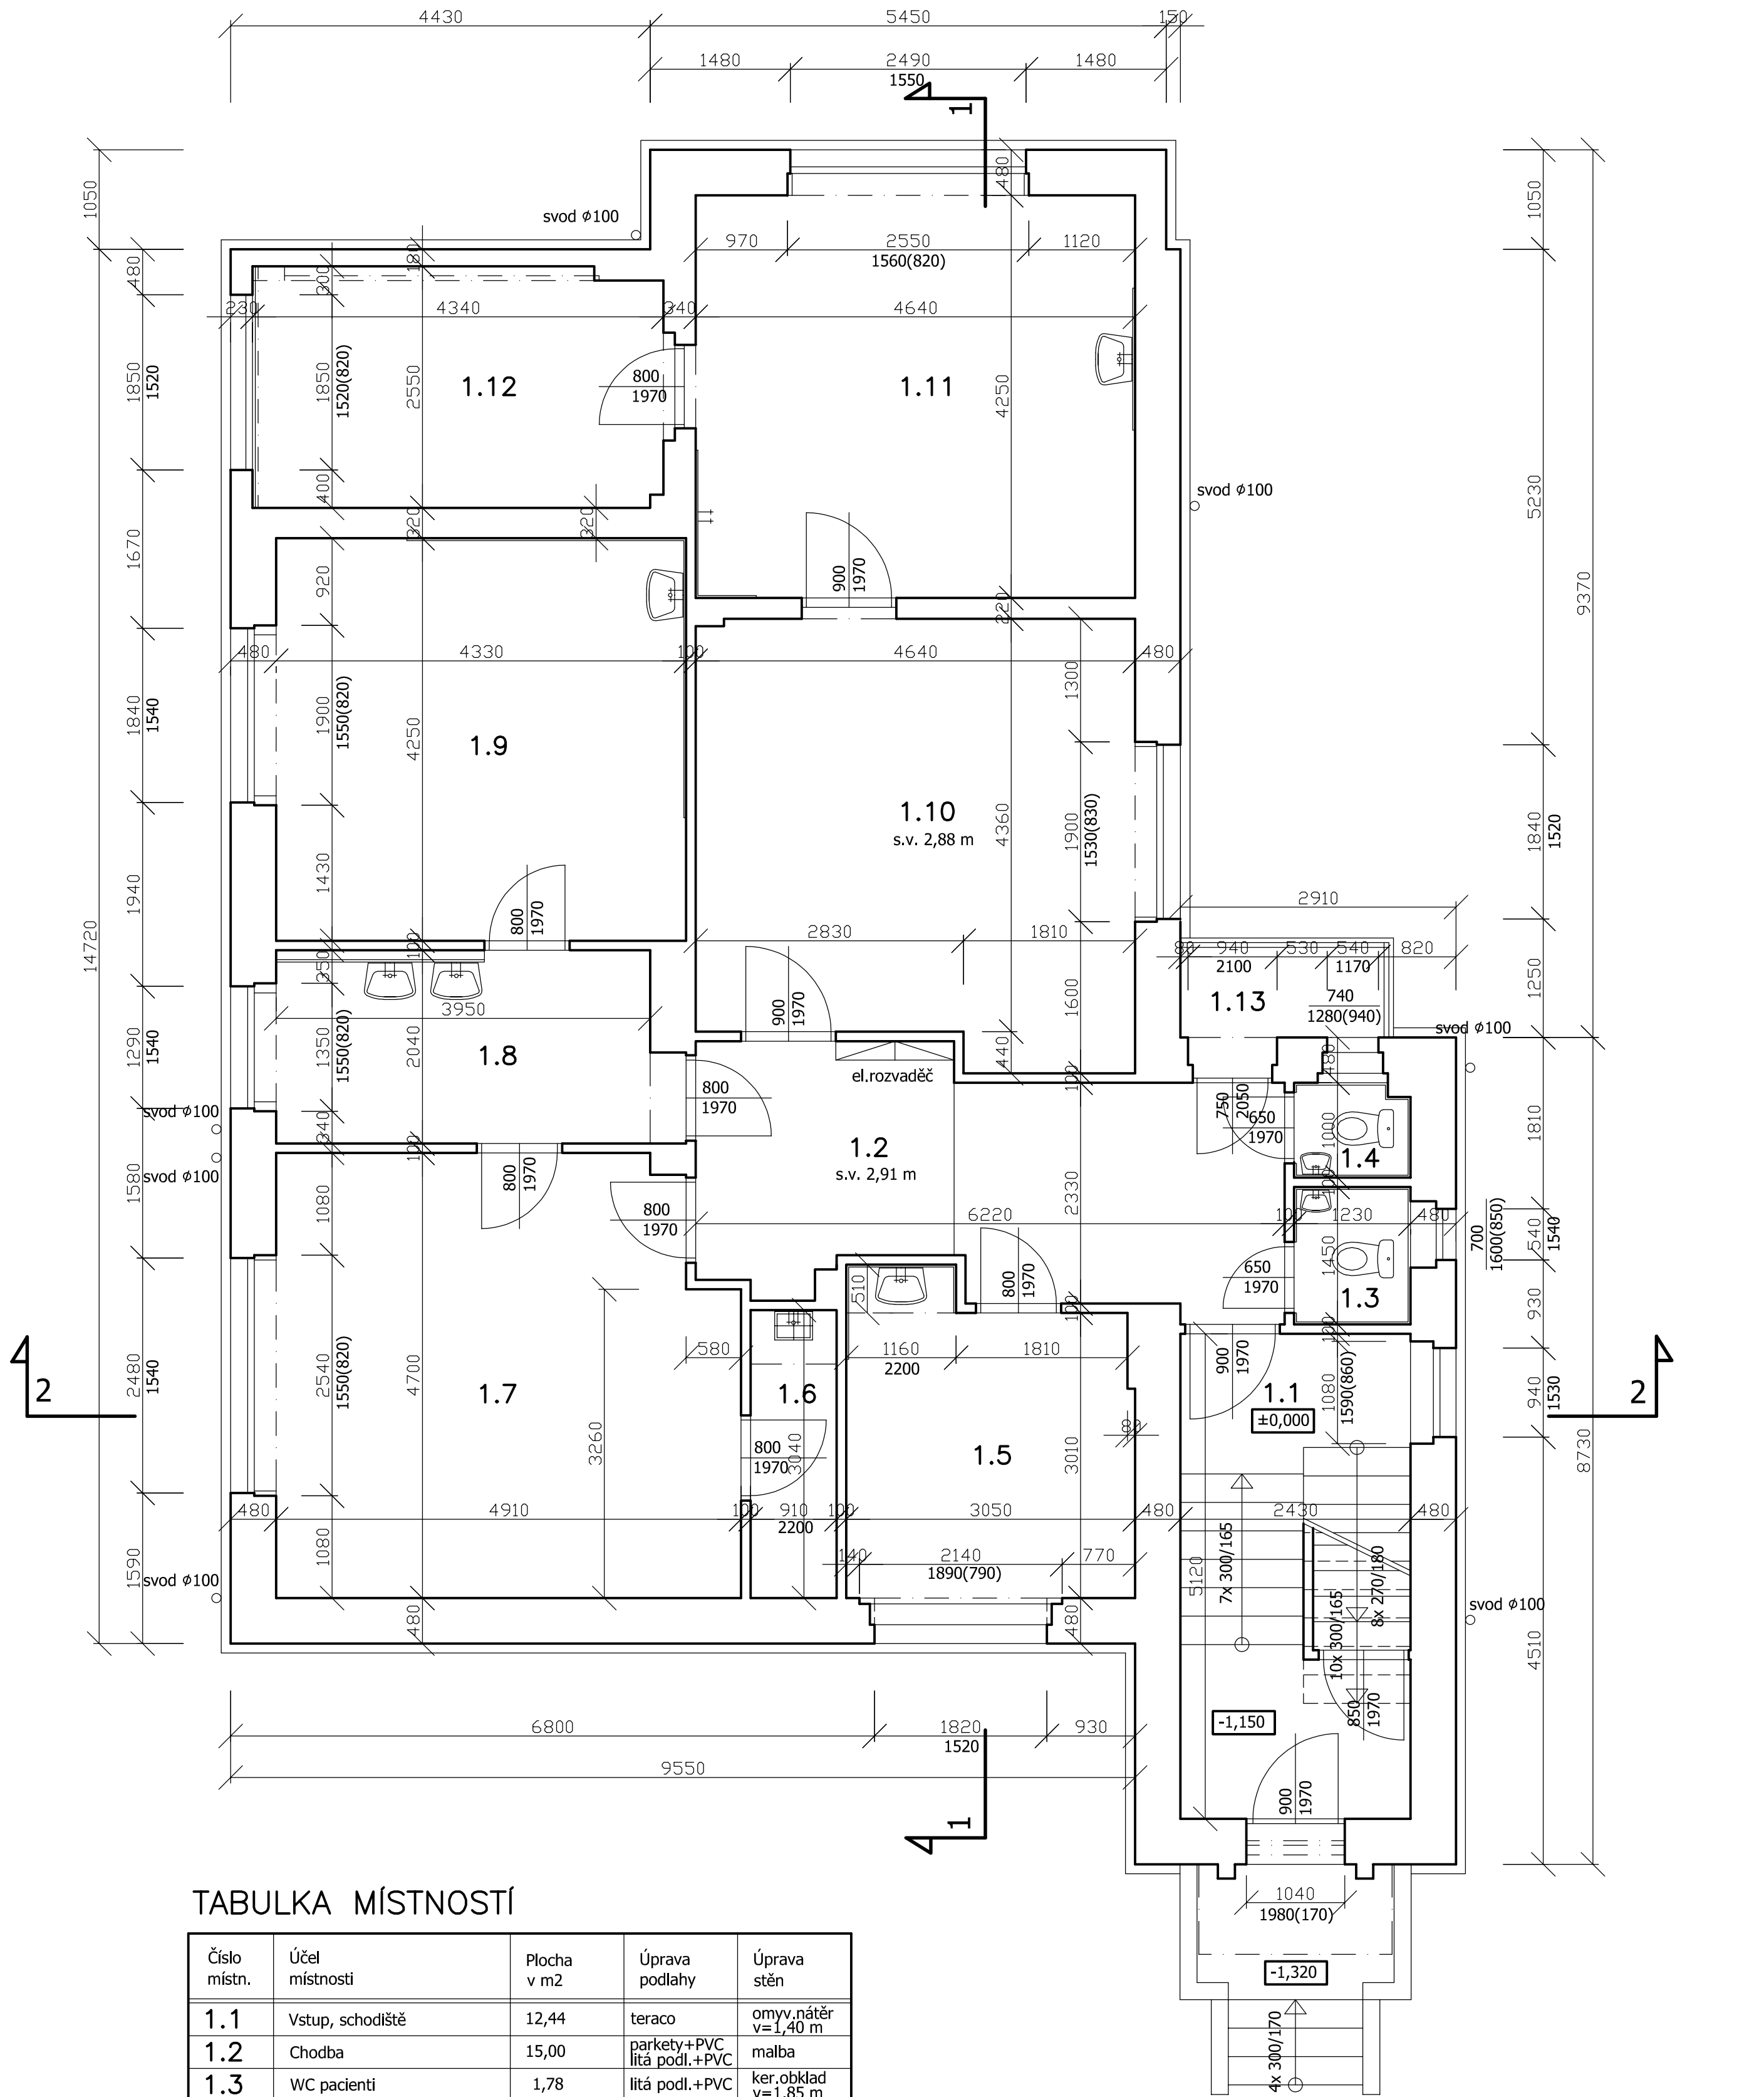 4430 5450 150
1480 2490 1480
1550
1
svod ø100
1050 480 1050
970 2550 1120
1560(820)
480 300 180
230 4340 340 4640
1850 1520 1850 1520(820) 2550 1.12 800 1970 1.11 4250
400
svod ø100
5230
320 320
1670 920 900 1970 220
9370
480 4330 100 4640 480
1300
1840 1540 1900 1550(820) 4250 1.9
1.10
s.v. 2,88 m
4360 1900 1530(830) 1840 1520
1430 800 1970
1940 2910
14720
2830 1810
100 350 80 940 530 540 820
2100 1170
1.13 740
1280(940)
1250
3950 900 1970 1600
svod ø100
1290 1540 1350 1550(820) 2040 1.8 440 480
el.rozvaděč 100
800 1970 750 2050 650 1970 1000 1810
svod ø100
340 100 1.2
s.v. 2,91 m
1.4
100
svod ø100
1580 1080 800 1970 800 1970 2330
6220 100 1230 480
700
1600(850)
540 1540
1450
510 800 1970 650 1970 1.3
100 930
100
580 1160 1810
2200
900 1970 1080 1590(860)
2 2480 1540 2540 1550(820) 4700 1.7 1.6 1.1 940 1530 2
±0,000
80
3260 800 1970 3040 1.5 3010
8730
480 4910 100 910 100 3050 480 2430 480
2200
140 2140 770
1890(790)
1080 1590
svod ø100
5120 7x 300/165 10x 300/165 8x 270/180
svod ø100
480 480 4510
850 1970
-1,150
6800 1820 930
1520
9550
900 1970
1
1040
1980(170)
-1,320
4x 300/170
TABULKA MÍSTNOSTÍ
Číslo místn. Účel místnosti Plocha v m2 Úprava podlahy Úprava stěn
1.1 Vstup, schodiště 12,44 teraco omyv.nátěr v=1,40 m
1.2 Chodba 15,00 parkety+PVC litá podl.+PVC malba
1.3 WC pacienti 1,78 litá podl.+PVC ker.obklad v=1,85 m